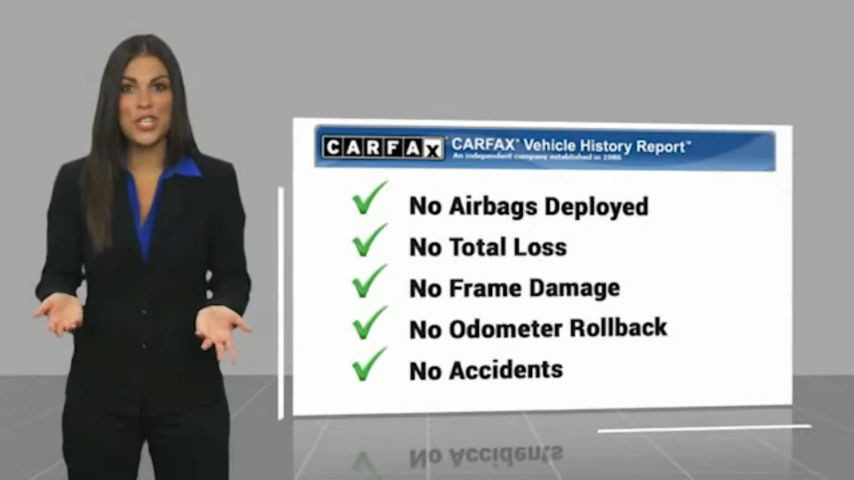 CARFAX
CARFAX® Vehicle History Report™
An independent company established in 1986
No Airbags Deployed
No Total Loss
No Frame Damage
No Odometer Rollback
No Accidents
No Accidents